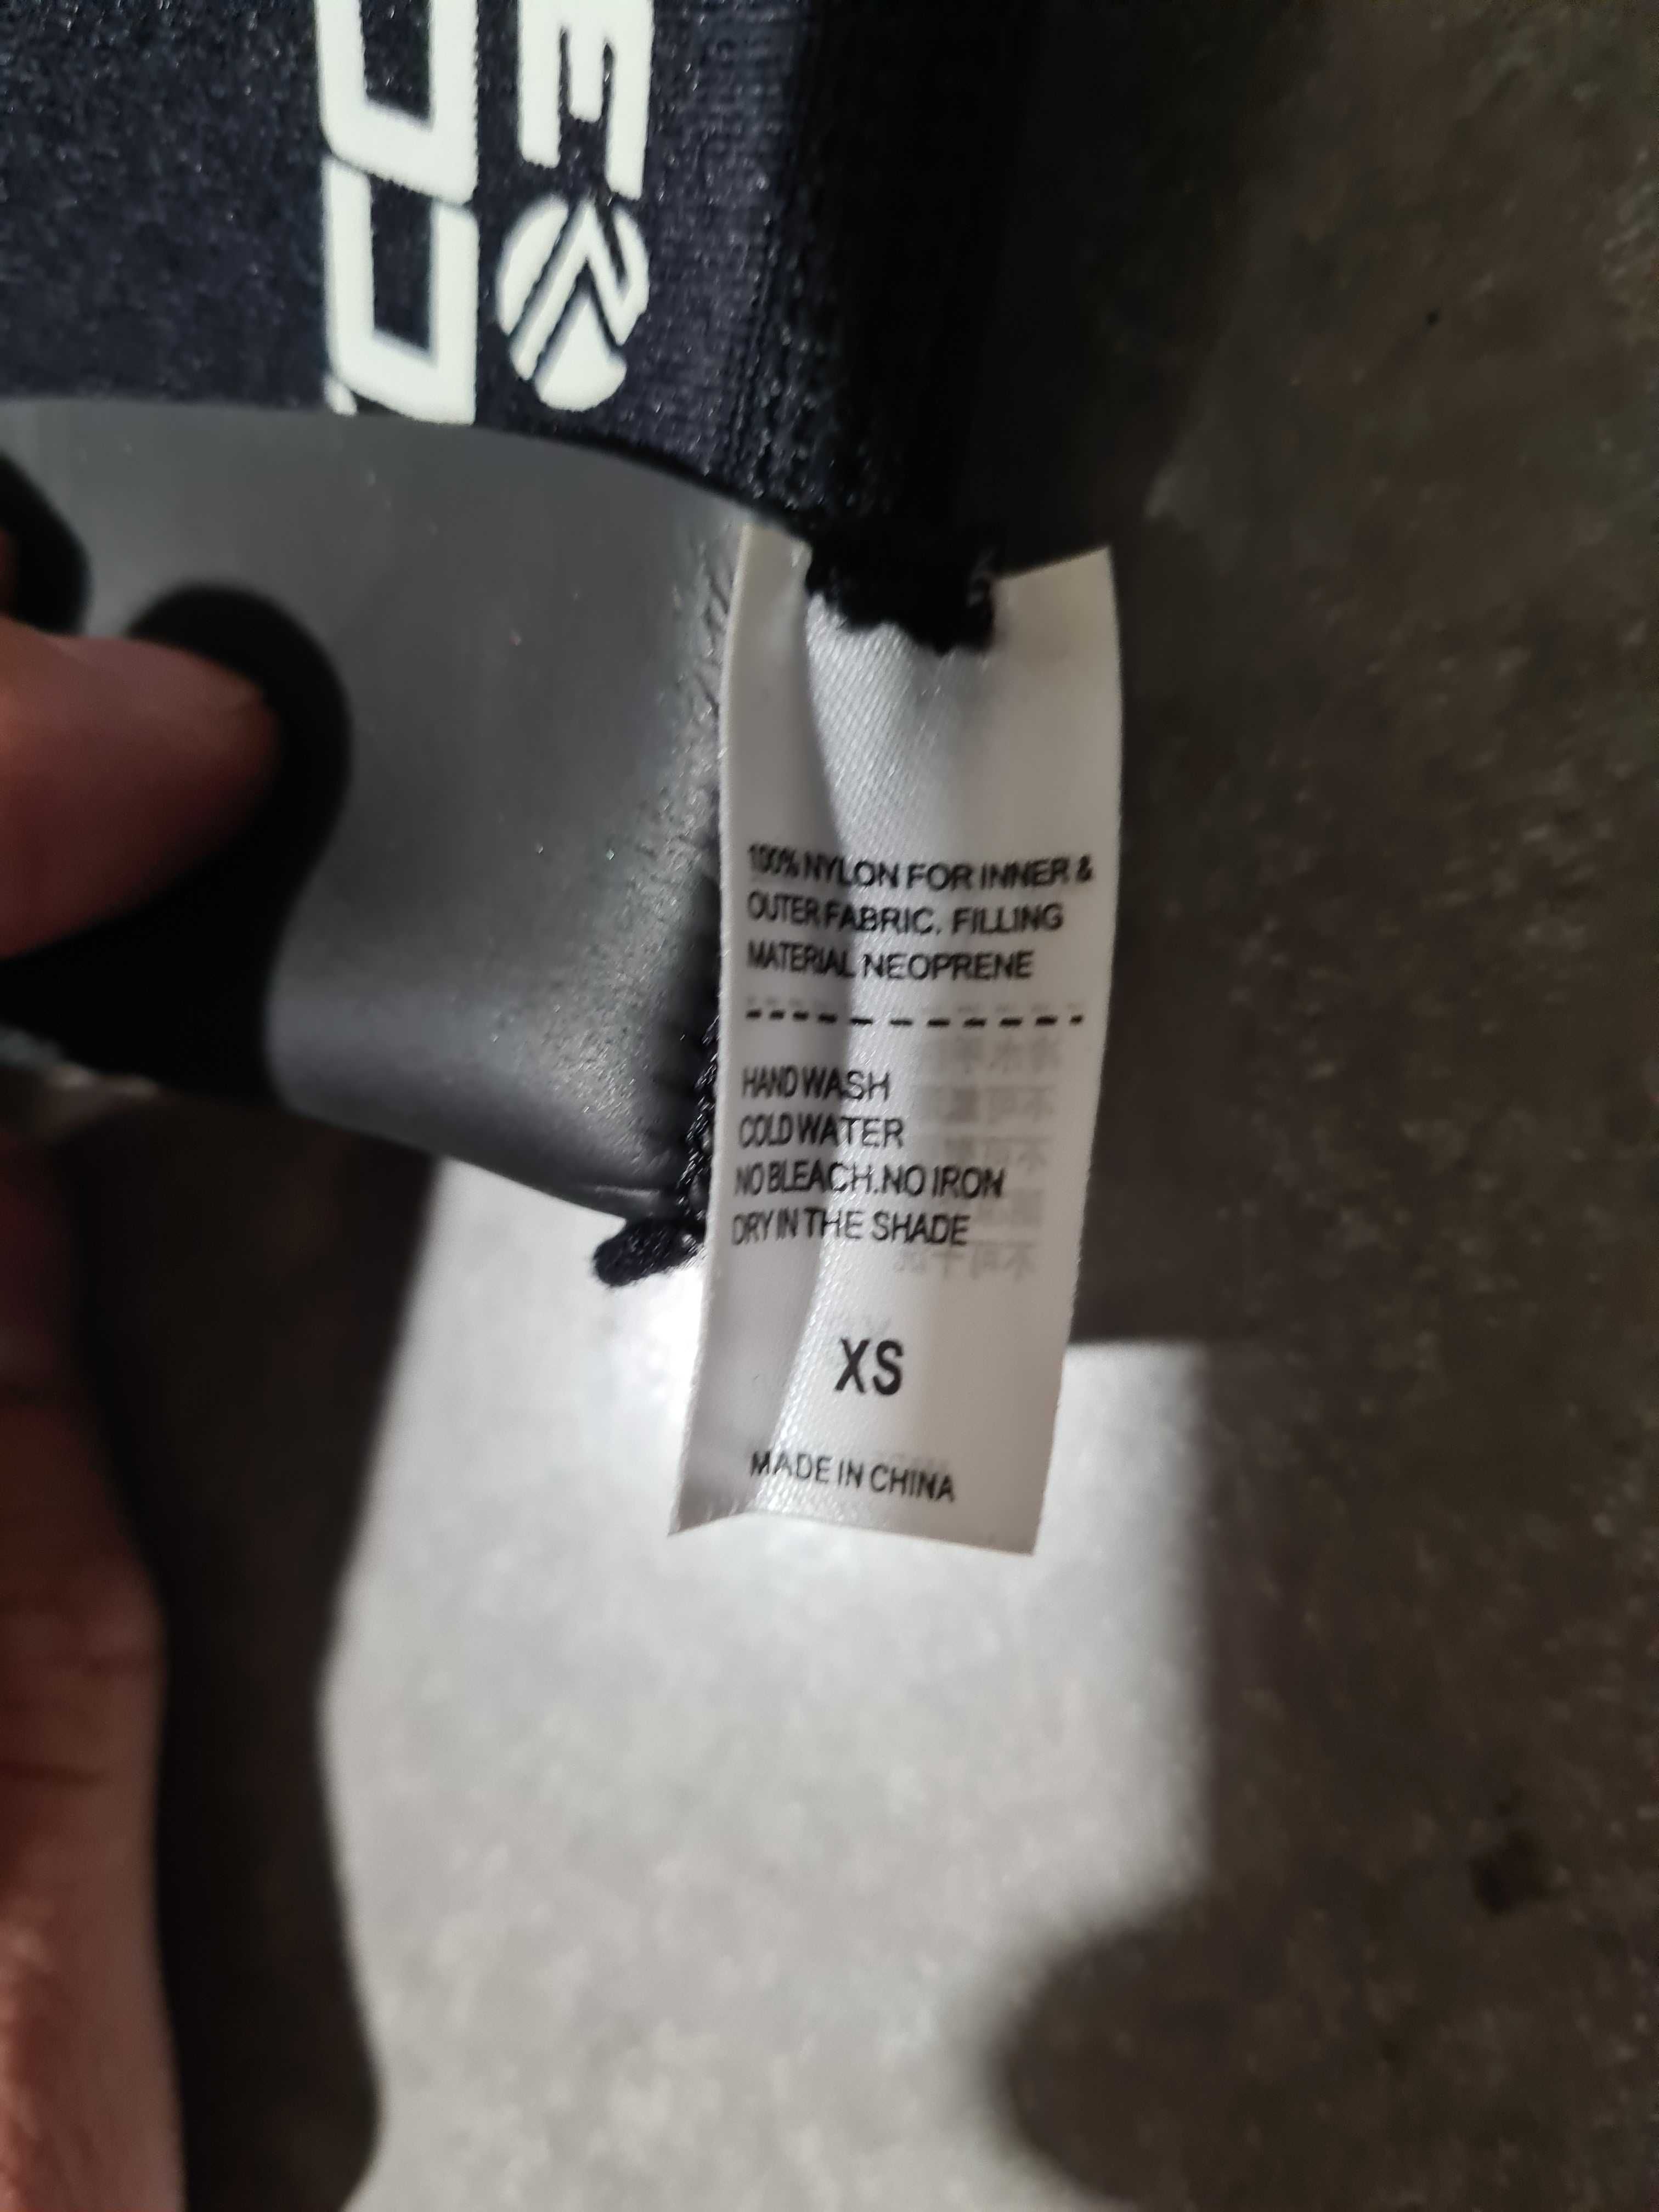 100% NYLON FOR INNER &
OUTER FABRIC. FILLING
MATERIAL NEOPRENE
------------
HAND WASH
COLD WATER
NO BLEACH.NO IRON
DRY IN THE SHADE
XS
MADE IN CHINA